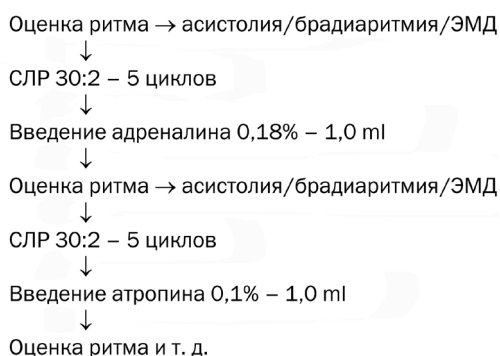 Оценка ритма → асистолия/брадиаритмия/ЭМД
↓
СЛР 30:2 – 5 циклов
↓
Введение адреналина 0,18% – 1,0 ml
↓
Оценка ритма → асистолия/брадиаритмия/ЭМД
↓
СЛР 30:2 – 5 циклов
↓
Введение атропина 0,1% – 1,0 ml
↓
Оценка ритма и т. д.